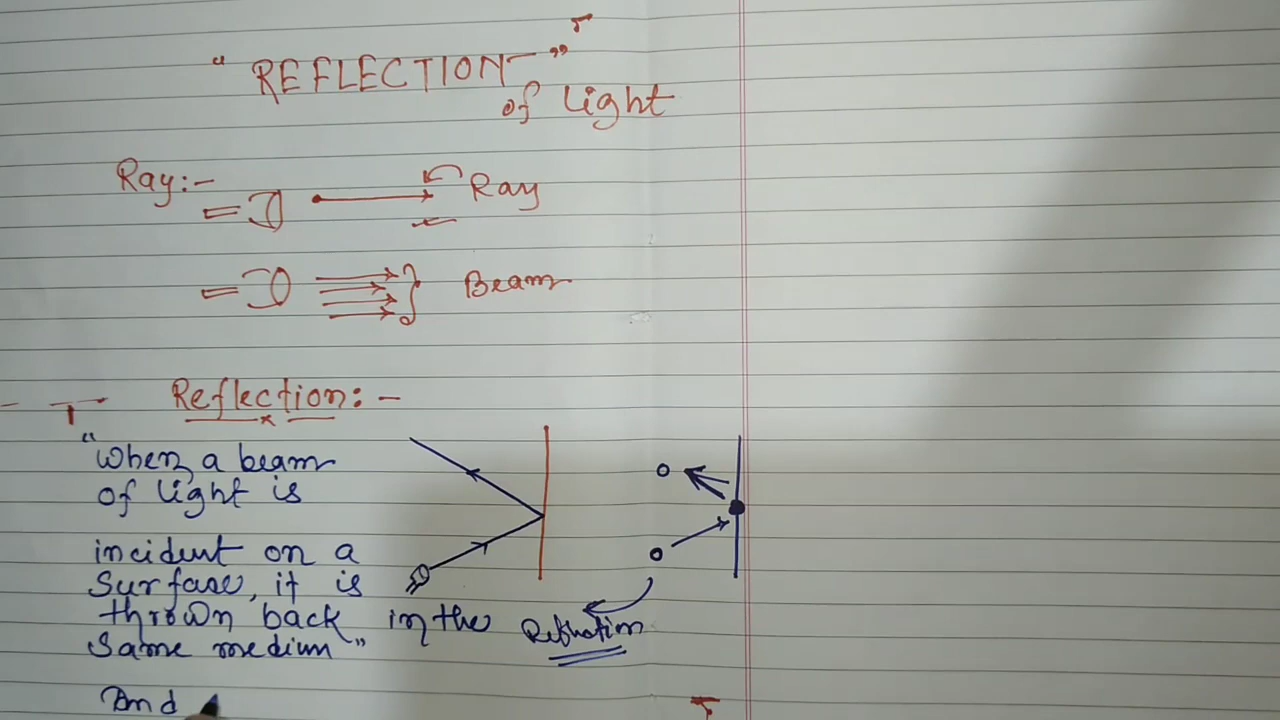 "REFLECTION"
of light
Ray:-
Ray
Beam
Reflection:-
"When a beam
of light is
incident on a
Surface, it is
thrown back in the
Same medium"
And